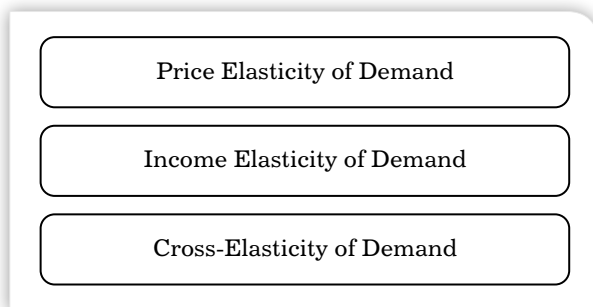 Price Elasticity of Demand
Income Elasticity of Demand
Cross-Elasticity of Demand